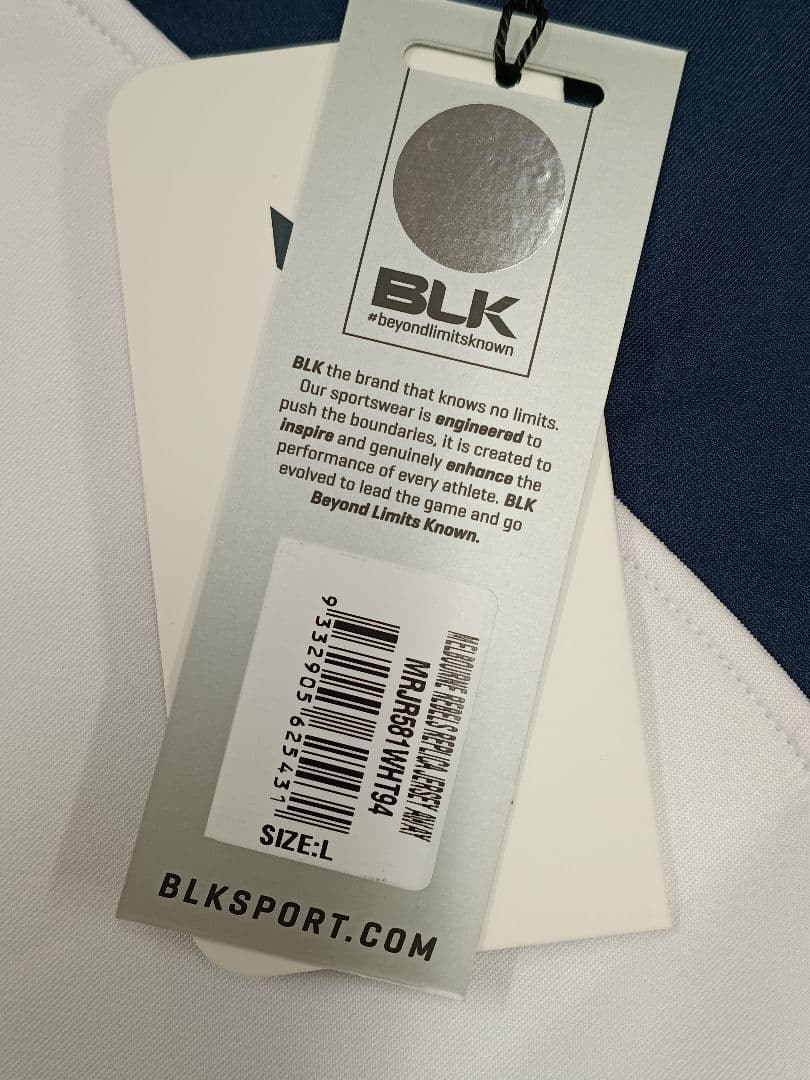 BLK
#beyondlimitsknown
BLK the brand that knows no limits.
Our sportswear is engineered to
push the boundaries, it is created to
inspire and genuinely enhance the
performance of every athlete. BLK
evolved to lead the game and go
Beyond Limits Known.
MELBOURNE REBELS REPLICA JERSEY AWAY
MRJR581WHT94
9 332905 625431
SIZE:L
BLKSPORT.COM